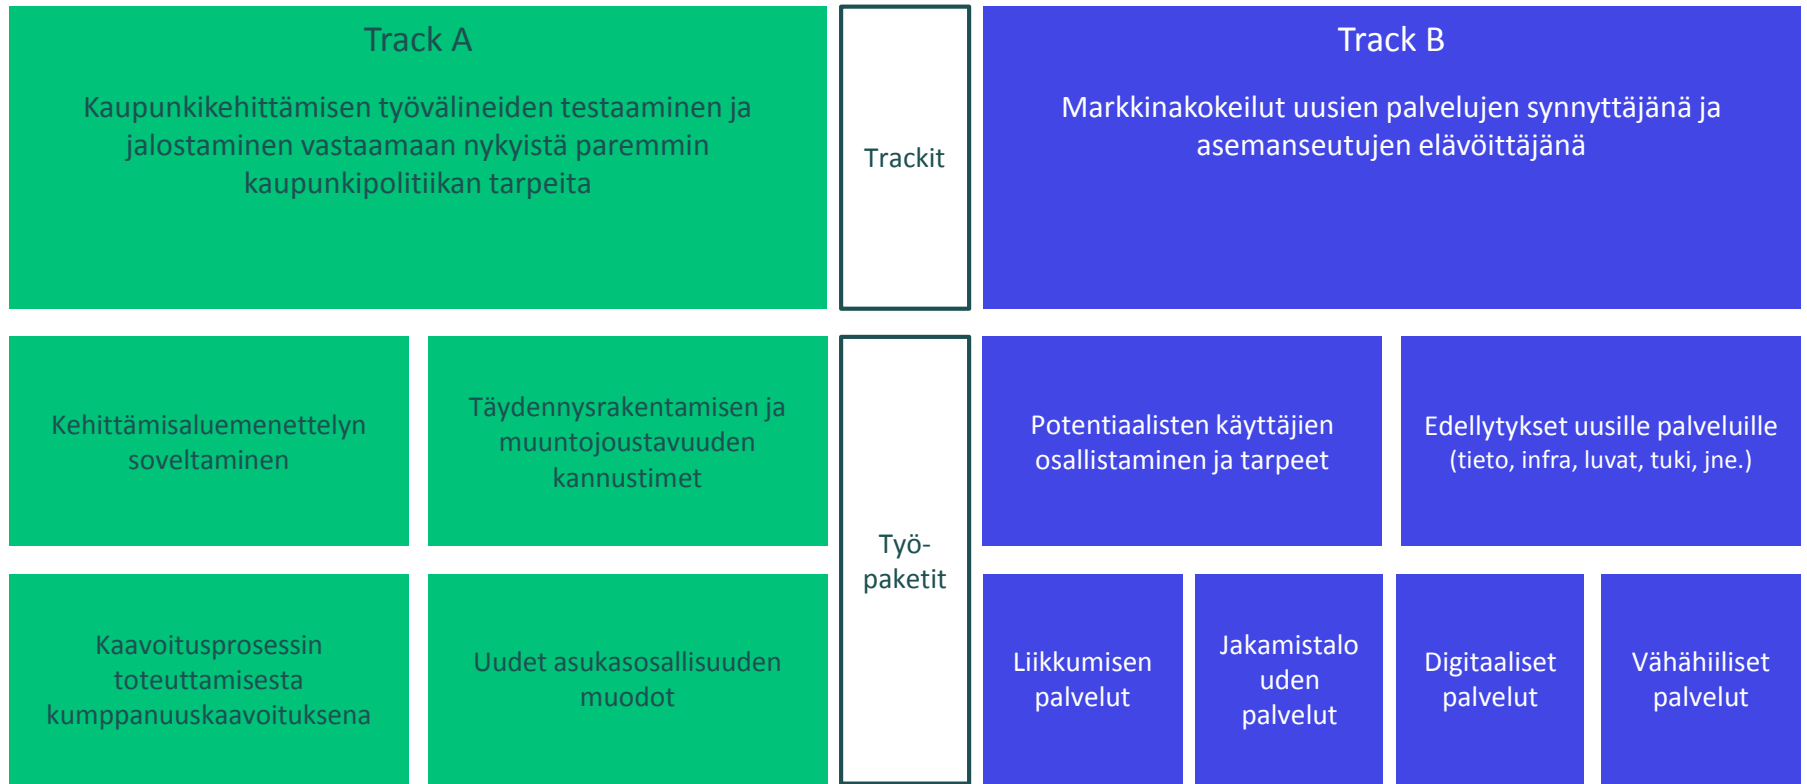 Track A
Kaupunkikehittämisen työvälineiden testaaminen ja
jalostaminen vastaamaan nykyistä paremmin
kaupunkipolitiikan tarpeita
Trackit
Track B
Markkinakokeilut uusien palvelujen synnyttäjänä ja
asemanseutujen elävöittäjänä
Kehittämisaluemenettelyn
soveltaminen
Täydennysrakentamisen ja
muuntojoustavuuden
kannustimet
Työ-
paketit
Potentiaalisten käyttäjien
osallistaminen ja tarpeet
Edellytykset uusille palveluille
(tieto, infra, luvat, tuki, jne.)
Kaavoitusprosessin
toteuttamisesta
kumppanuuskaavoituksena
Uudet asukasosallisuuden
muodot
Liikkumisen
palvelut
Jakamistalo
uden
palvelut
Digitaaliset
palvelut
Vähähiiliset
palvelut